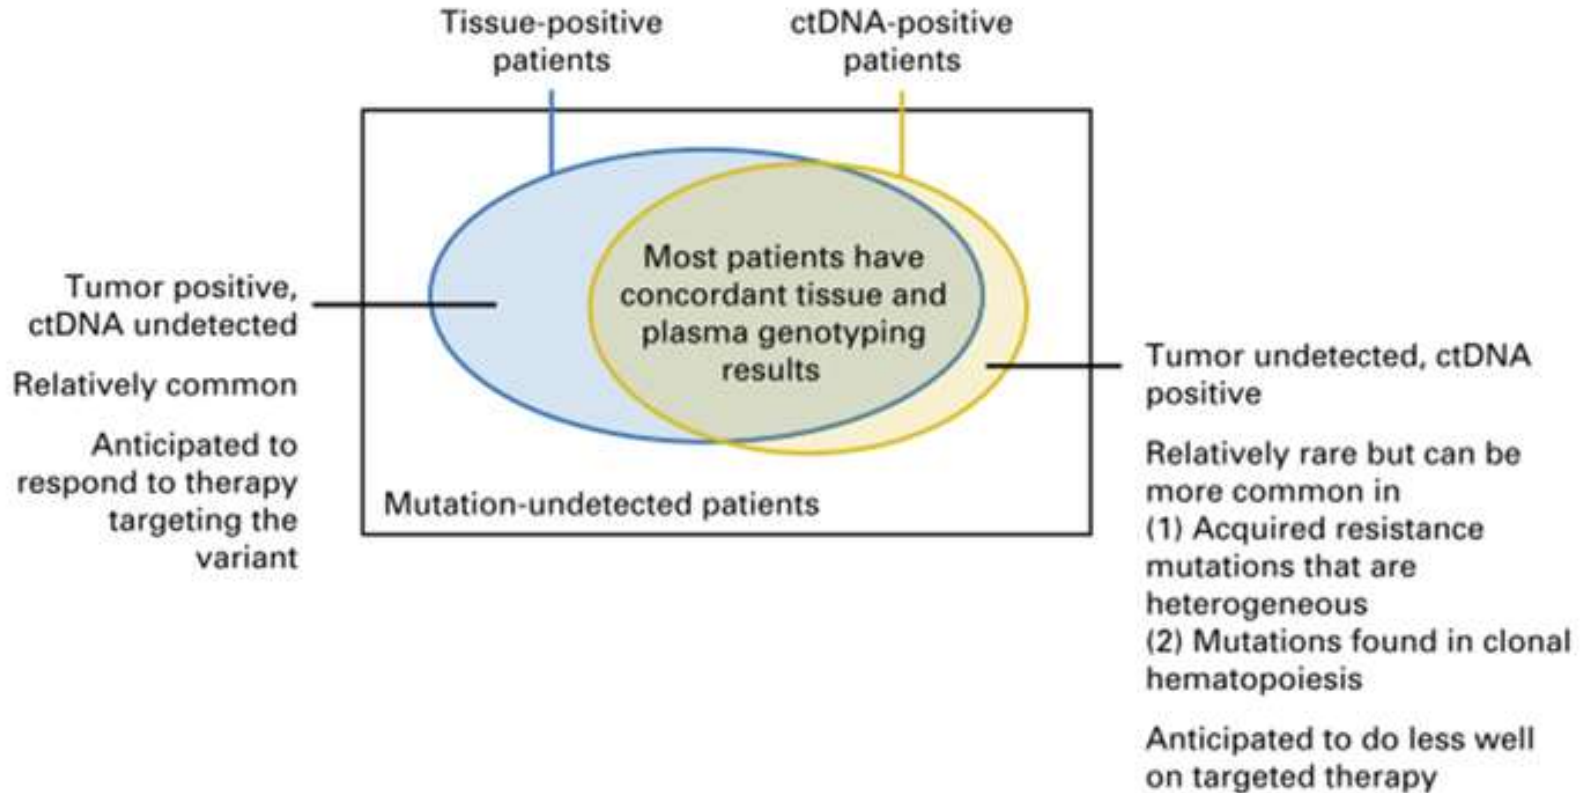 Tissue-positive
patients
ctDNA-positive
patients
Tumor positive,
ctDNA undetected
Relatively common
Anticipated to
respond to therapy
targeting the
variant
Most patients have
concordant tissue and
plasma genotyping
results
Mutation-undetected patients
Tumor undetected, ctDNA
positive
Relatively rare but can be
more common in
(1) Acquired resistance
mutations that are
heterogeneous
(2) Mutations found in clonal
hematopoiesis
Anticipated to do less well
on targeted therapy